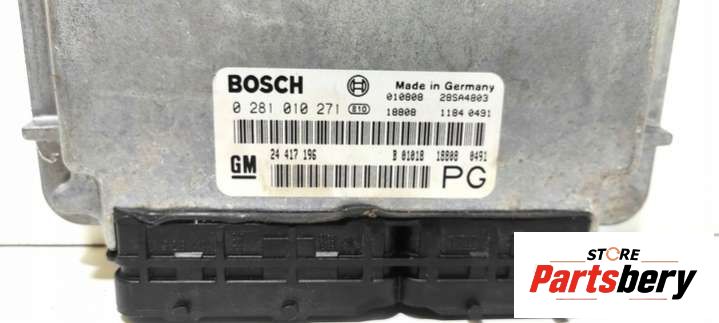 BOSCH Made in Germany
010808 28SA4803
0 281 010 271 E10 18808 1184 0491
24 417 196 B 01018 18808 0491
GM PG
STORE
Partsbery